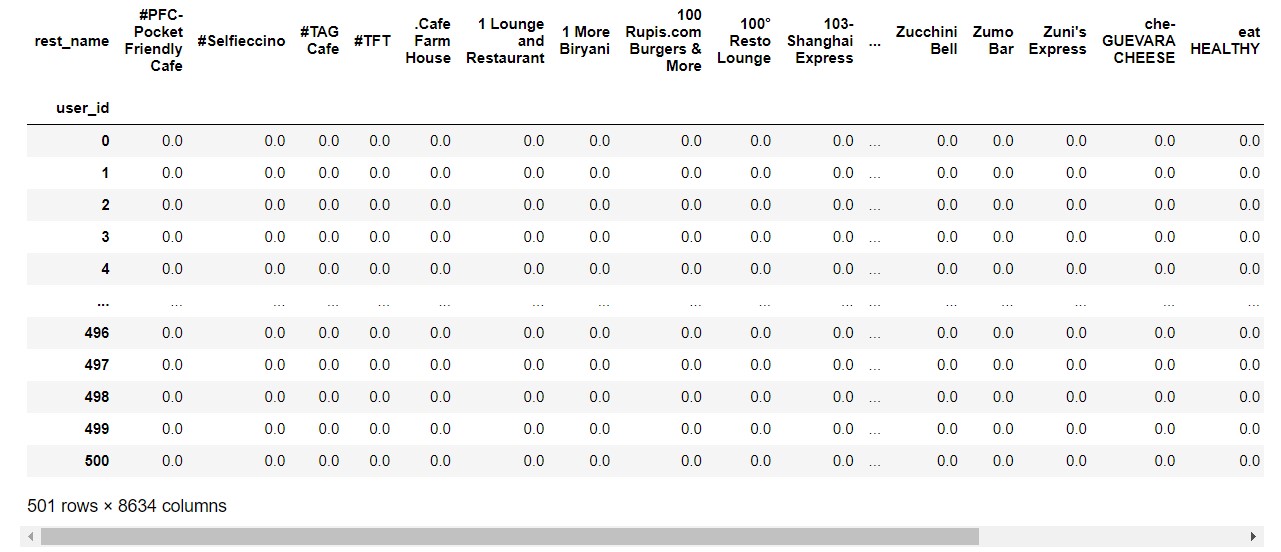 rest_name #PFC-Pocket Friendly Cafe #Selfieccino #TAG Cafe #TFT .Cafe Farm House 1 Lounge and Restaurant 1 More Biryani 100 Rupis.com Burgers & More 100° Resto Lounge 103-Shanghai Express ... Zucchini Bell Zumo Bar Zuni's Express che-GUEVARA CHEESE eat HEALTHY
user_id
0 0.0 0.0 0.0 0.0 0.0 0.0 0.0 0.0 0.0 0.0 ... 0.0 0.0 0.0 0.0 0.0
1 0.0 0.0 0.0 0.0 0.0 0.0 0.0 0.0 0.0 0.0 ... 0.0 0.0 0.0 0.0 0.0
2 0.0 0.0 0.0 0.0 0.0 0.0 0.0 0.0 0.0 0.0 ... 0.0 0.0 0.0 0.0 0.0
3 0.0 0.0 0.0 0.0 0.0 0.0 0.0 0.0 0.0 0.0 ... 0.0 0.0 0.0 0.0 0.0
4 0.0 0.0 0.0 0.0 0.0 0.0 0.0 0.0 0.0 0.0 ... 0.0 0.0 0.0 0.0 0.0
... ... ... ... ... ... ... ... ... ... ... ... ... ... ... ... ...
496 0.0 0.0 0.0 0.0 0.0 0.0 0.0 0.0 0.0 0.0 ... 0.0 0.0 0.0 0.0 0.0
497 0.0 0.0 0.0 0.0 0.0 0.0 0.0 0.0 0.0 0.0 ... 0.0 0.0 0.0 0.0 0.0
498 0.0 0.0 0.0 0.0 0.0 0.0 0.0 0.0 0.0 0.0 ... 0.0 0.0 0.0 0.0 0.0
499 0.0 0.0 0.0 0.0 0.0 0.0 0.0 0.0 0.0 0.0 ... 0.0 0.0 0.0 0.0 0.0
500 0.0 0.0 0.0 0.0 0.0 0.0 0.0 0.0 0.0 0.0 ... 0.0 0.0 0.0 0.0 0.0
501 rows × 8634 columns